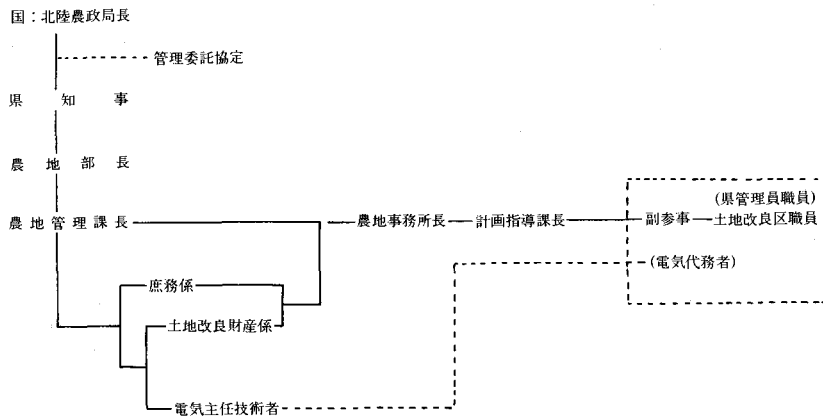 国：北陸農政局長
管理委託協定
県知事
農地部長
農地管理課長
農地事務所長
計画指導課長
副参事
(県管理員職員)
土地改良区職員
(電気代務者)
庶務係
土地改良財産係
電気主任技術者